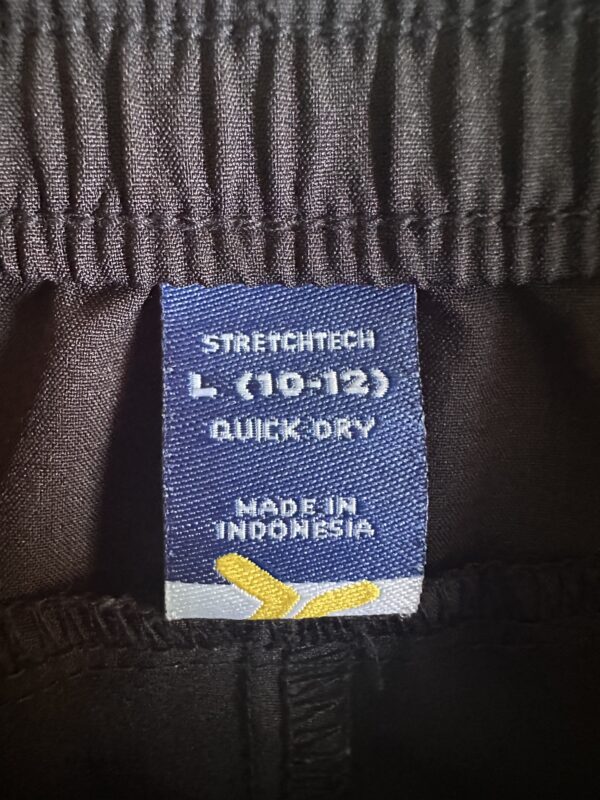 STRETCHTECH
L (10-12)
QUICK DRY
MADE IN
INDONESIA